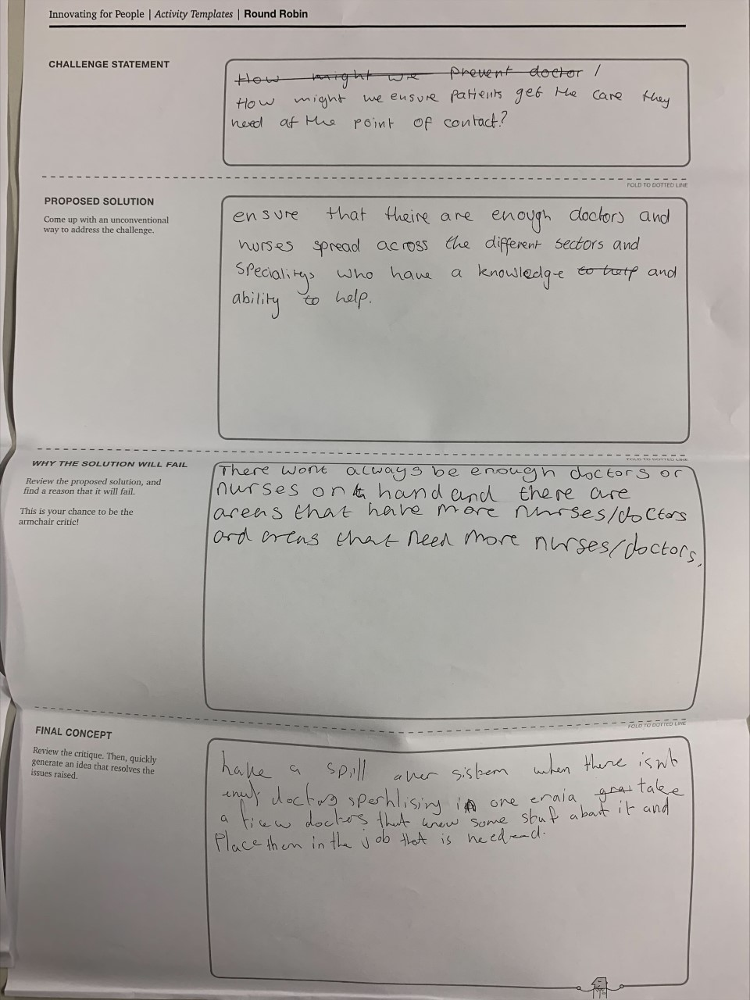 Innovating for People | Activity Templates | Round Robin
CHALLENGE STATEMENT
How might we prevent doctor /
How might we ensure patients get the care they
need at the point of contact?
FOLD TO DOTTED LINE
PROPOSED SOLUTION
Come up with an unconventional
way to address the challenge.
ensure that theire are enough doctors and
nurses spread across the different sectors and
specialitys who have a knowledge to help and
ability to help.
FOLD TO DOTTED LINE
WHY THE SOLUTION WILL FAIL
Review the proposed solution, and
find a reason that it will fail.
This is your chance to be the
armchair critic!
There wont always be enough doctors or
nurses on hand and there are
areas that have more nurses/doctors
and areas that need more nurses/doctors.
FOLD TO DOTTED LINE
FINAL CONCEPT
Review the critique. Then, quickly
generate an idea that resolves the
issues raised.
have a spill over sistem when there isnt
doctors in one take
a doctors that some stuf about it and
Place them in the job that is needed.